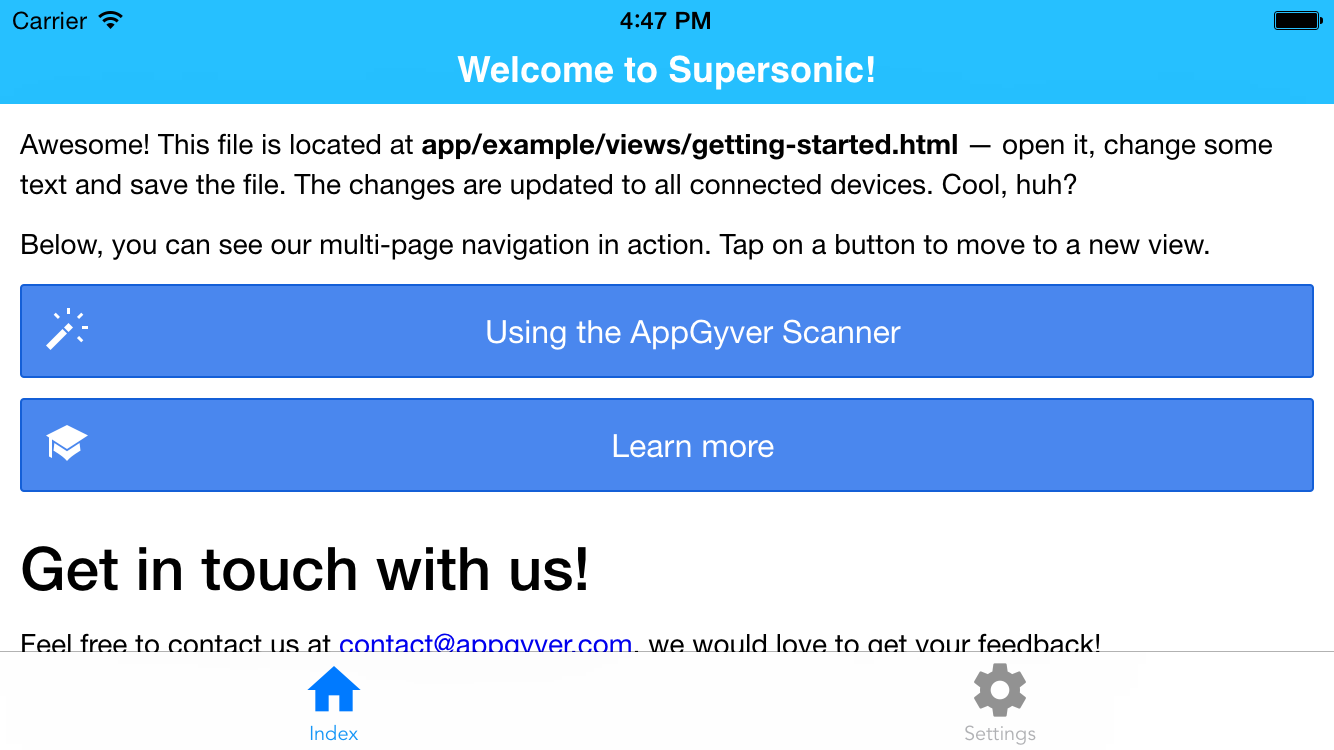 Carrier 4:47 PM
Welcome to Supersonic!
Awesome! This file is located at app/example/views/getting-started.html — open it, change some
text and save the file. The changes are updated to all connected devices. Cool, huh?
Below, you can see our multi-page navigation in action. Tap on a button to move to a new view.
Using the AppGyver Scanner
Learn more
Get in touch with us!
Feel free to contact us at contact@appgyver.com, we would love to get your feedback!
Index Settings